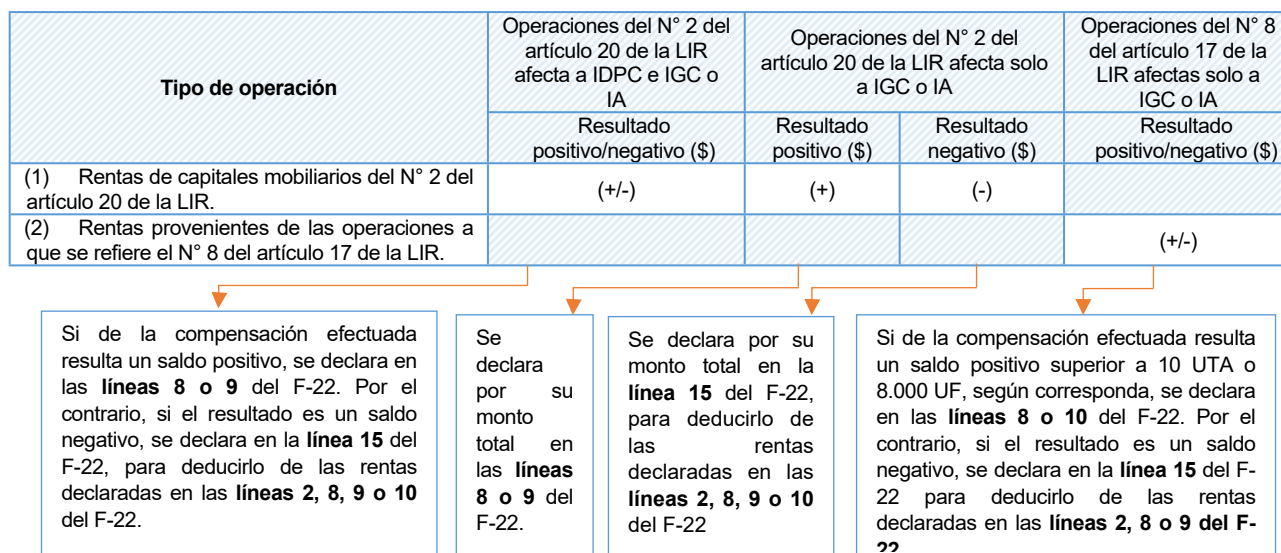 Tipo de operación
Operaciones del N° 2 del
artículo 20 de la LIR
afecta a IDPC e IGC o
IA
Operaciones del N° 2 del
artículo 20 de la LIR afecta solo
a IGC o IA
Operaciones del N° 8
del artículo 17 de la
LIR afectas solo a
IGC o IA
Resultado
positivo/negativo ($)
Resultado
positivo ($)
Resultado
negativo ($)
Resultado
positivo/negativo ($)
(1) Rentas de capitales mobiliarios del N° 2 del
artículo 20 de la LIR.
(+/-)
(+)
(-)
(2) Rentas provenientes de las operaciones a
que se refiere el N° 8 del artículo 17 de la LIR.
(+/-)
Si de la compensación efectuada
resulta un saldo positivo, se declara en
las líneas 8 o 9 del F-22. Por el
contrario, si el resultado es un saldo
negativo, se declara en la línea 15 del
F-22, para deducirlo de las rentas
declaradas en las líneas 2, 8, 9 o 10
del F-22.
Se
declara
por su
monto
total en
las líneas
8 o 9 del
F-22.
Se declara por su
monto total en la
línea 15 del F-22,
para deducirlo de
las rentas
declaradas en las
líneas 2, 8, 9 o 10
del F-22
Si de la compensación efectuada resulta
un saldo positivo superior a 10 UTA o
8.000 UF, según corresponda, se declara
en las líneas 8 o 10 del F-22. Por el
contrario, si el resultado es un saldo
negativo, se declara en la línea 15 del F-
22 para deducirlo de las rentas
declaradas en las líneas 2, 8 o 9 del F-
22